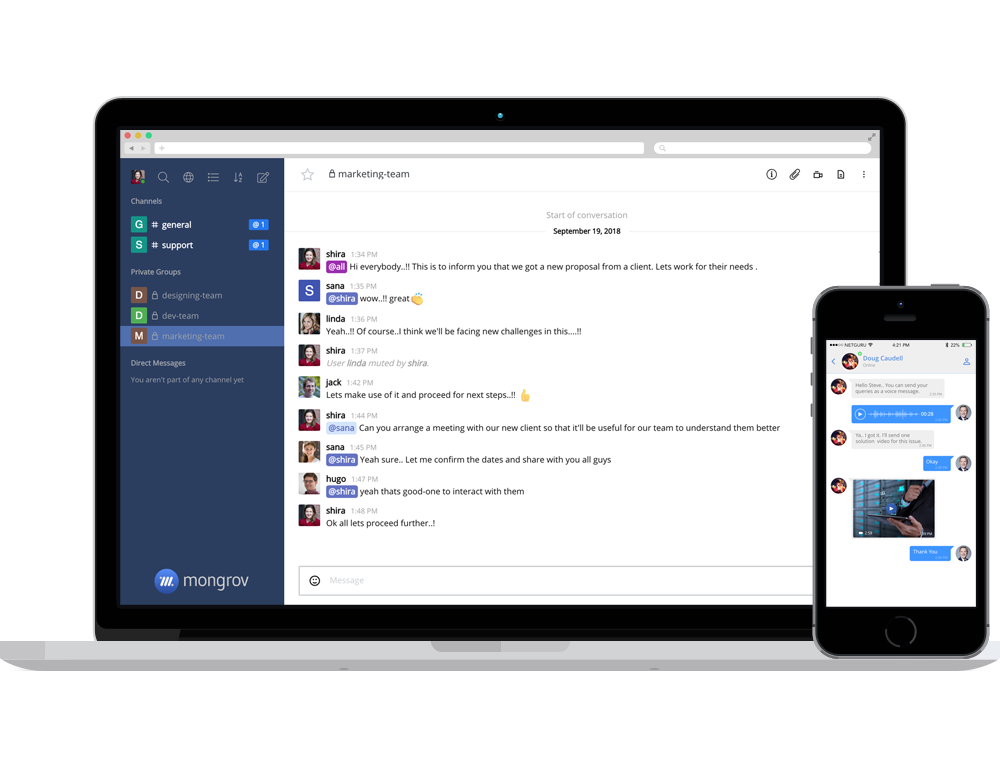 marketing-team
Channels
G # general @ 1
S # support @ 1
Private Groups
D designing-team
D dev-team
M marketing-team
Direct Messages
You aren't part of any channel yet
mongrov
Start of conversation
September 19, 2018
shira 1:34 PM
@all Hi everybody..!! This is to inform you that we got a new proposal from a client. Lets work for their needs .
S
sana 1:35 PM
@shira wow..!! great👏
linda 1:36 PM
Yeah..!! Of course..I think we'll be facing new challenges in this....!!
shira 1:37 PM
User linda muted by shira.
jack 1:42 PM
Lets make use of it and proceed for next steps..!! 👍
shira 1:44 PM
@sana Can you arrange a meeting with our new client so that it'll be useful for our team to understand them better
sana 1:45 PM
@shira Yeah sure.. Let me confirm the dates and share with you all guys
hugo 1:47 PM
@shira yeah thats good-one to interact with them
shira 1:48 PM
Ok all lets proceed further..!
Message
NETGURU 4:21 PM 22%
Doug Caudell
Online
Hello Steve, You can send your
queries as a voice message.
00:28
Ya.. I got it. I'll send one
solution video for this issue.
Okay
Thank You